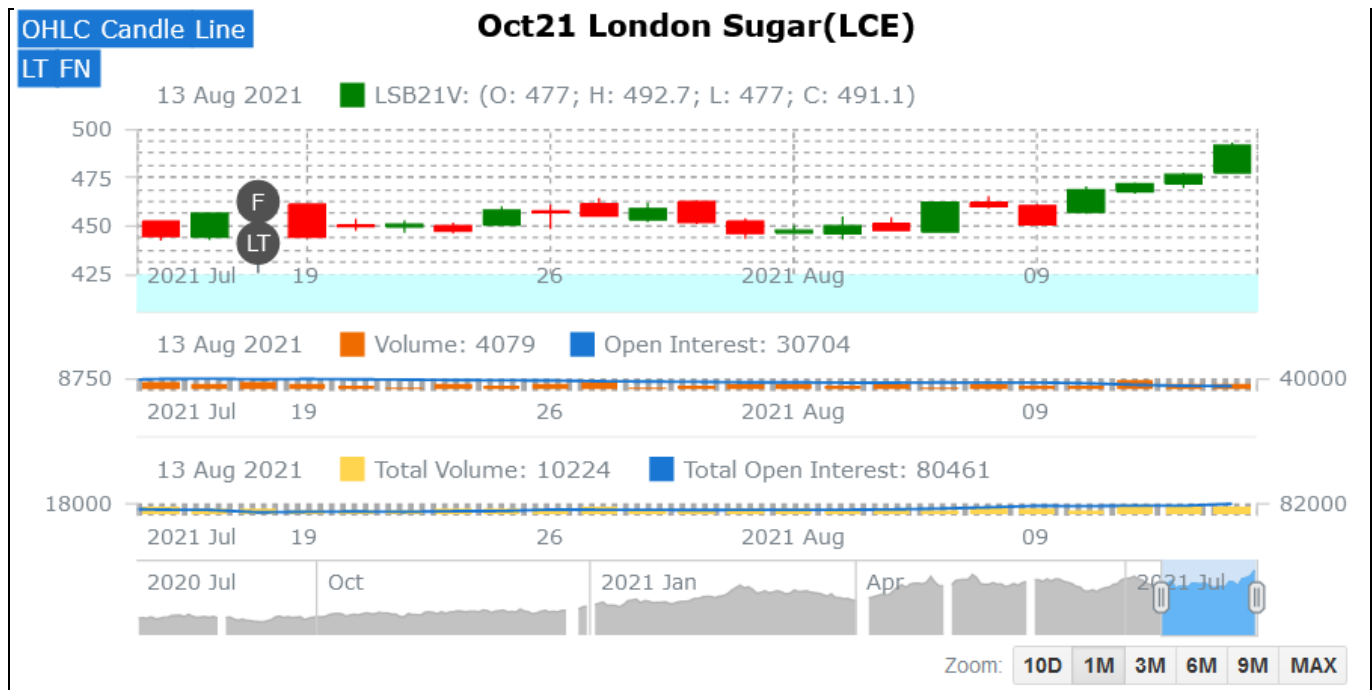 OHLC Candle Line
Oct21 London Sugar(LCE)
LT FN
13 Aug 2021 LSB21V: (O: 477; H: 492.7; L: 477; C: 491.1)
500
475
450
425
F
LT
2021 Jul 19 26 2021 Aug 09
13 Aug 2021 Volume: 4079 Open Interest: 30704
8750 40000
2021 Jul 19 26 2021 Aug 09
13 Aug 2021 Total Volume: 10224 Total Open Interest: 80461
18000 82000
2021 Jul 19 26 2021 Aug 09
2020 Jul Oct 2021 Jan Apr 2021 Jul
Zoom: 10D 1M 3M 6M 9M MAX